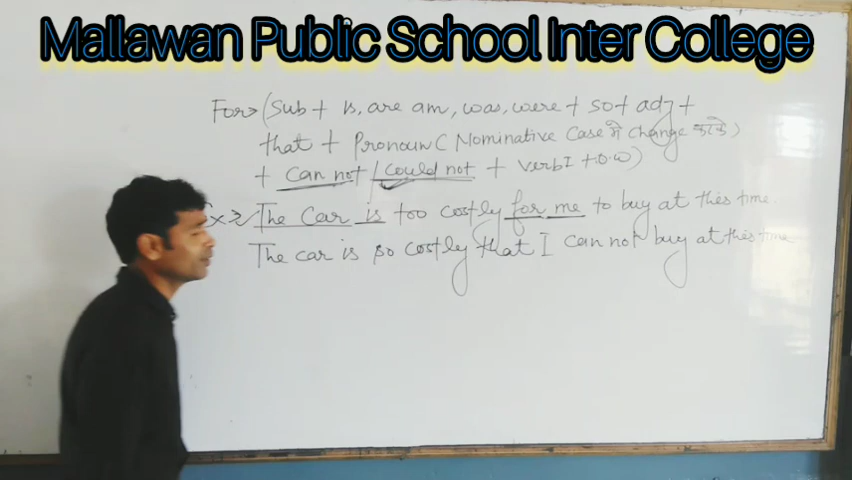 Mallawan Public School Inter College
For→ (Sub + is, are am, was, were + so + adj +
that + Pronoun ( Nominative Case में change करके )
+ can not / could not + verb I + o.w)
Ex→ The Car is too costly for me to buy at this time.
The car is so costly that I can not buy at this time